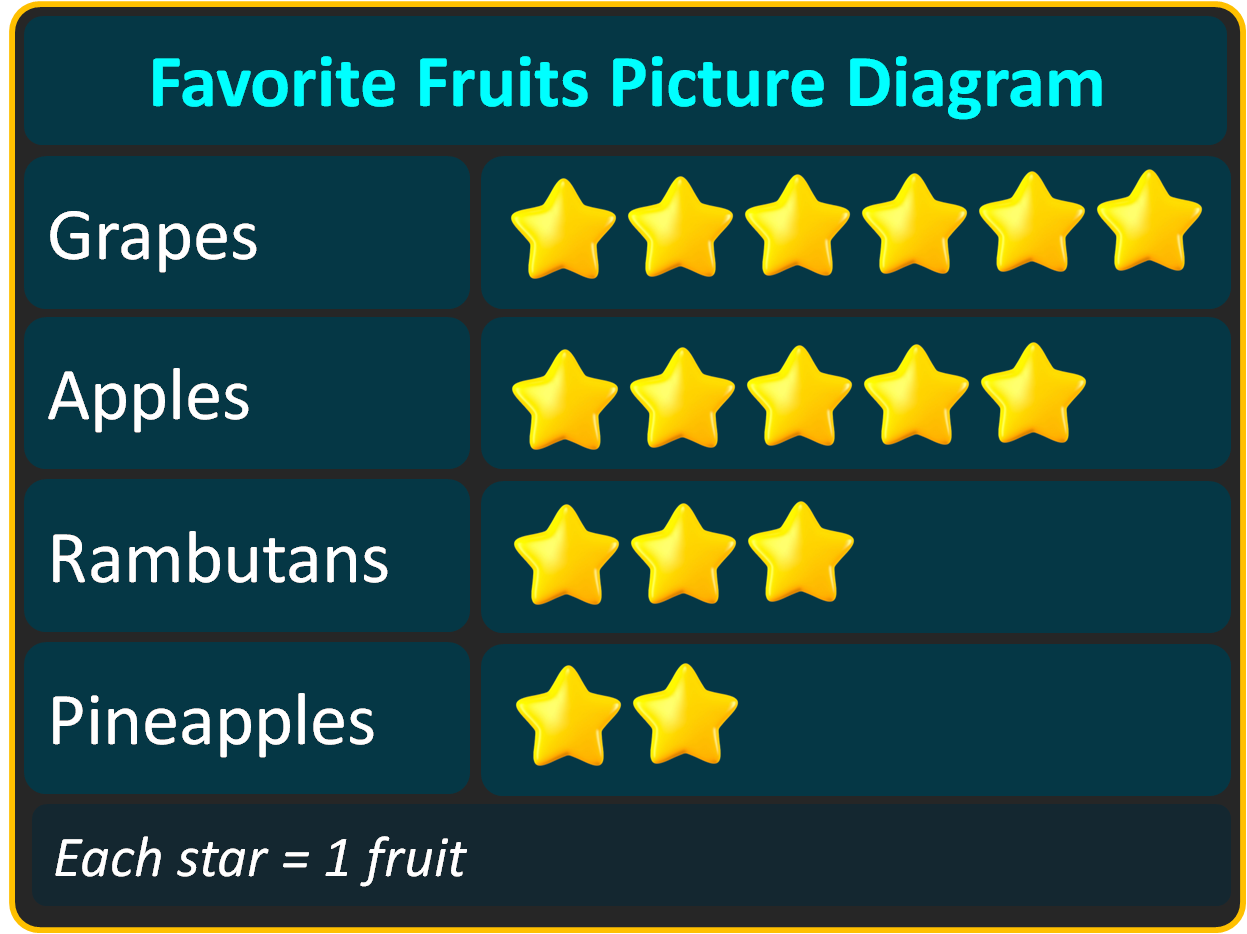 Favorite Fruits Picture Diagram
Grapes
Apples
Rambutans
Pineapples
Each star = 1 fruit